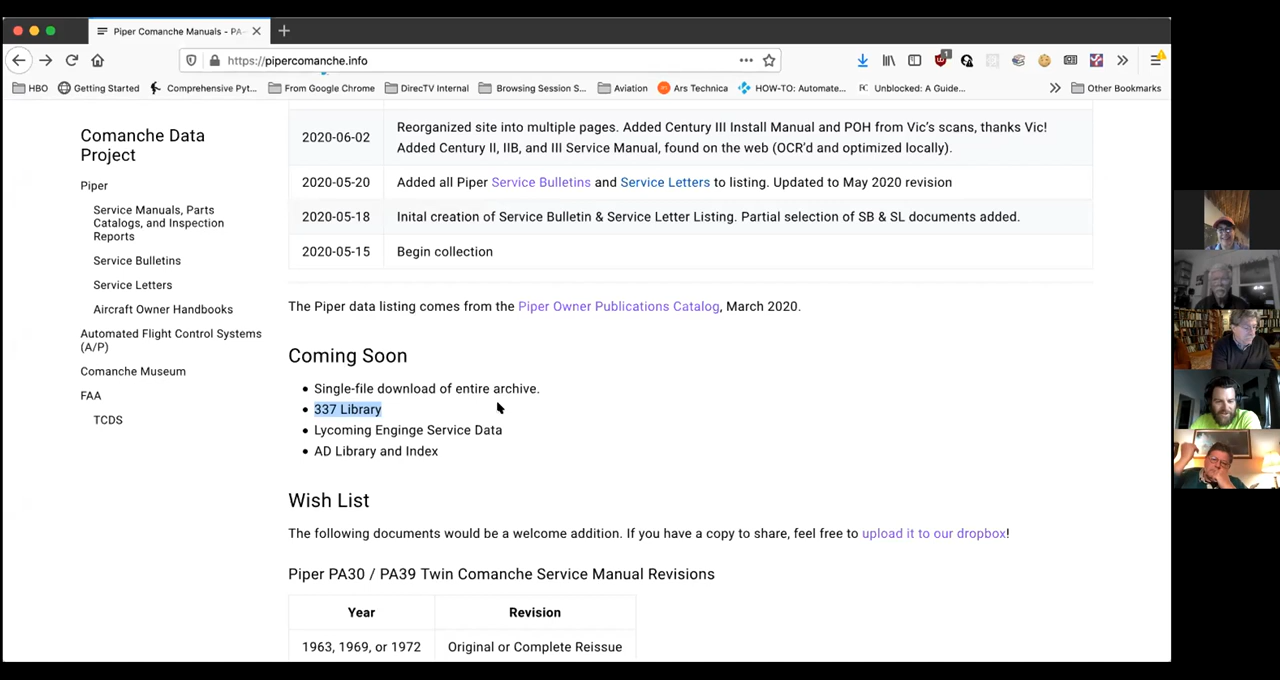 Piper Comanche Manuals - PA-
https://pipercomanche.info
1
HBO
Getting Started
Comprehensive Pyt...
From Google Chrome
DirecTV Internal
Browsing Session S...
Aviation
Ars Technica
HOW-TO: Automate...
Unblocked: A Guide...
Other Bookmarks
Comanche Data
Project
Piper
Service Manuals, Parts
Catalogs, and Inspection
Reports
Service Bulletins
Service Letters
Aircraft Owner Handbooks
Automated Flight Control Systems
(A/P)
Comanche Museum
FAA
TCDS
2020-06-02
Reorganized site into multiple pages. Added Century III Install Manual and POH from Vic's scans, thanks Vic!
Added Century II, IIB, and III Service Manual, found on the web (OCR'd and optimized locally).
2020-05-20 Added all Piper Service Bulletins and Service Letters to listing. Updated to May 2020 revision
2020-05-18 Inital creation of Service Bulletin & Service Letter Listing. Partial selection of SB & SL documents added.
2020-05-15 Begin collection
The Piper data listing comes from the Piper Owner Publications Catalog, March 2020.
Coming Soon
Single-file download of entire archive.
337 Library
Lycoming Enginge Service Data
AD Library and Index
Wish List
The following documents would be a welcome addition. If you have a copy to share, feel free to upload it to our dropbox!
Piper PA30 / PA39 Twin Comanche Service Manual Revisions
Year Revision
1963, 1969, or 1972 Original or Complete Reissue